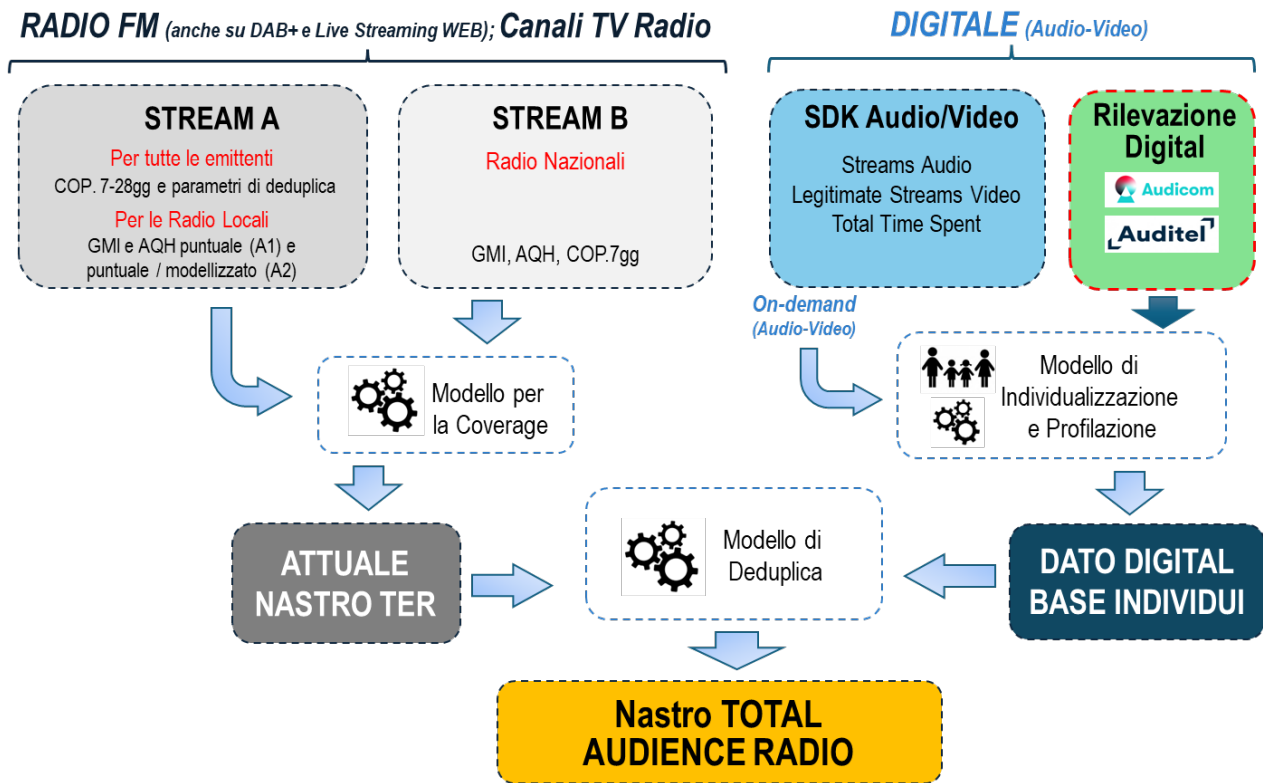 RADIO FM (anche su DAB+ e Live Streaming WEB); Canali TV Radio
DIGITALE (Audio-Video)
STREAM A
Per tutte le emittenti
COP. 7-28gg e parametri di deduplica
Per le Radio Locali
GMI e AQH puntuale (A1) e
puntuale / modellizzato (A2)
STREAM B
Radio Nazionali
GMI, AQH, COP.7gg
SDK Audio/Video
Streams Audio
Legitimate Streams Video
Total Time Spent
Rilevazione
Digital
Audicom
Auditel
On-demand
(Audio-Video)
Modello per
la Coverage
Modello di
Individualizzazione
e Profilazione
ATTUALE
NASTRO TER
Modello di
Deduplica
DATO DIGITAL
BASE INDIVIDUI
Nastro TOTAL
AUDIENCE RADIO